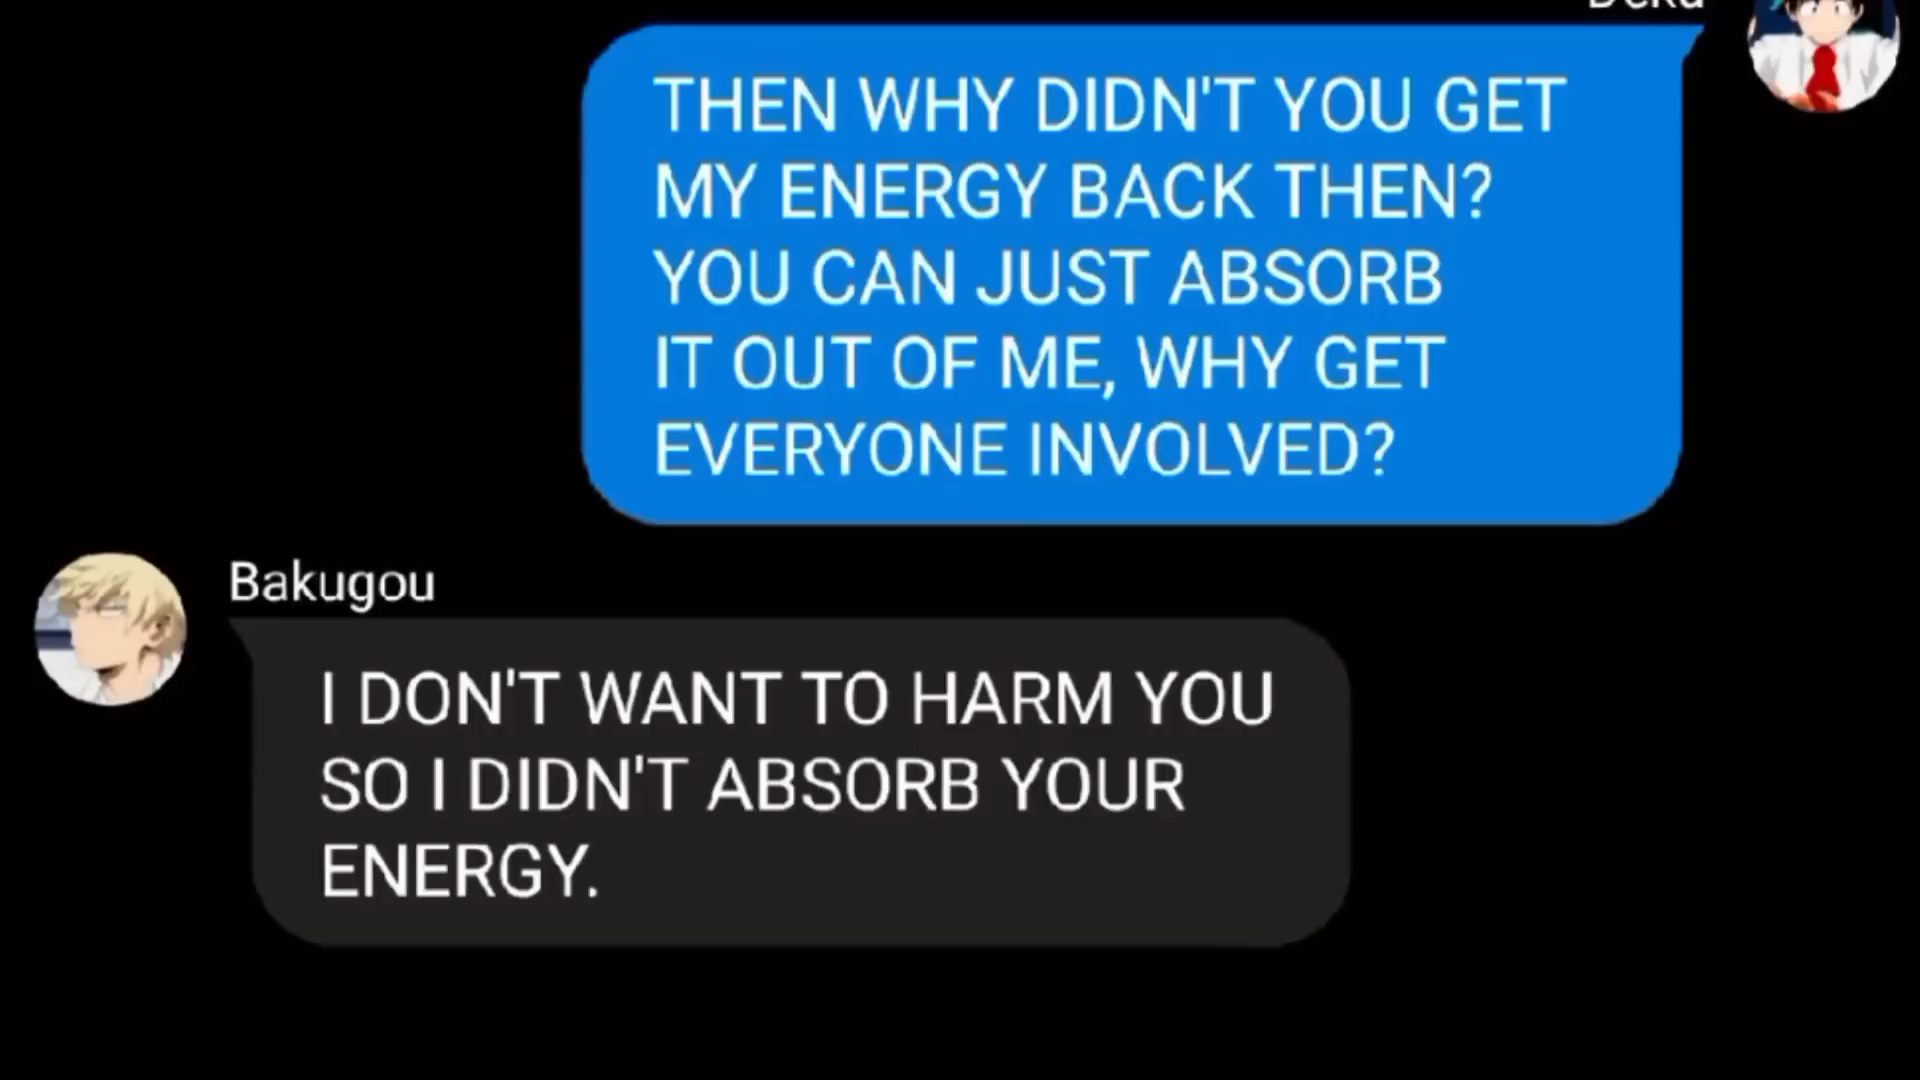 Deku
THEN WHY DIDN'T YOU GET
MY ENERGY BACK THEN?
YOU CAN JUST ABSORB
IT OUT OF ME, WHY GET
EVERYONE INVOLVED?
Bakugou
I DON'T WANT TO HARM YOU
SO I DIDN'T ABSORB YOUR
ENERGY.